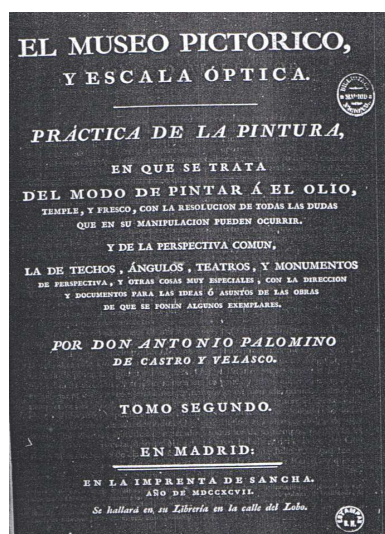 EL MUSEO PICTORICO,
Y ESCALA ÓPTICA.
PRÁCTICA DE LA PINTURA,
EN QUE SE TRATA
DEL MODO DE PINTAR Á EL OLIO,
TEMPLE, Y FRESCO, CON LA RESOLUCION DE TODAS LAS DUDAS
QUE EN SU MANIPULACION PUEDEN OCURRIR.
Y DE LA PERSPECTIVA COMUN,
LA DE TECHOS, ÁNGULOS, TEATROS, Y MONUMENTOS
DE PERSPECTIVA, Y OTRAS COSAS MUY ESPECIALES, CON LA DIRECCION
Y DOCUMENTOS PARA LAS IDEAS Ó ASUNTOS DE LAS OBRAS
DE QUE SE PONEN ALGUNOS EXEMPLARES.
POR DON ANTONIO PALOMINO
DE CASTRO Y VELASCO.
TOMO SEGUNDO.
EN MADRID:
EN LA IMPRENTA DE SANCHA.
AÑO DE MDCCXCVII.
Se hallará en su Librería en la calle del Lobo.